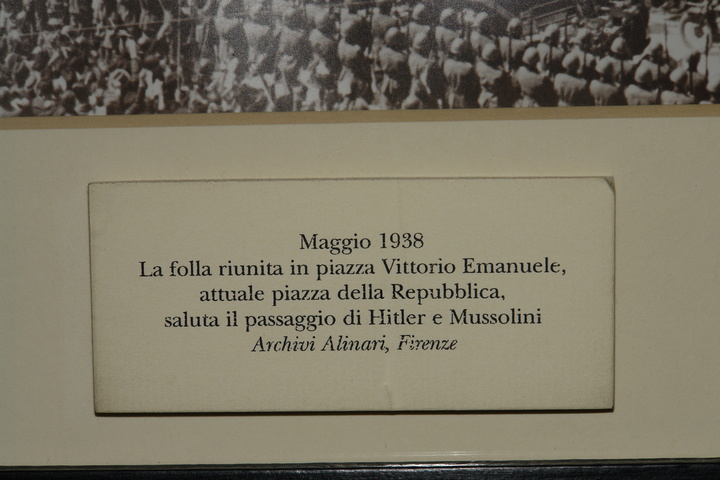 Maggio 1938
La folla riunita in piazza Vittorio Emanuele,
attuale piazza della Repubblica,
saluta il passaggio di Hitler e Mussolini
Archivi Alinari, Firenze